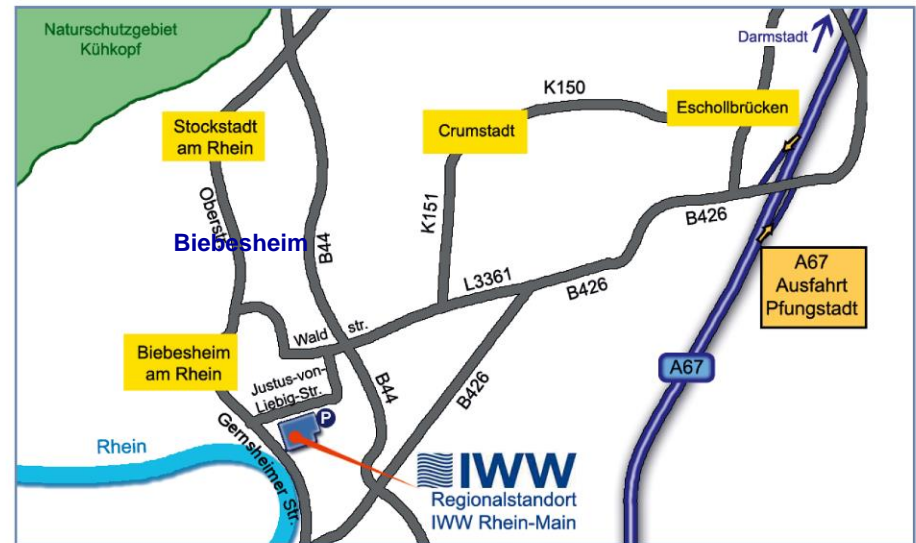 Naturschutzgebiet
Kühkopf
Darmstadt
K150
Eschollbrücken
Stockstadt
am Rhein
Crumstadt
K151
B426
Oberstr.
Biebesheim
B44
L3361
B426
A67
Ausfahrt
Pfungstadt
Wald str.
Biebesheim
am Rhein
Justus-von-
Liebig-Str.
B44
B426
A67
P
Gernsheimer Str.
Rhein
IWW
Regionalstandort
IWW Rhein-Main